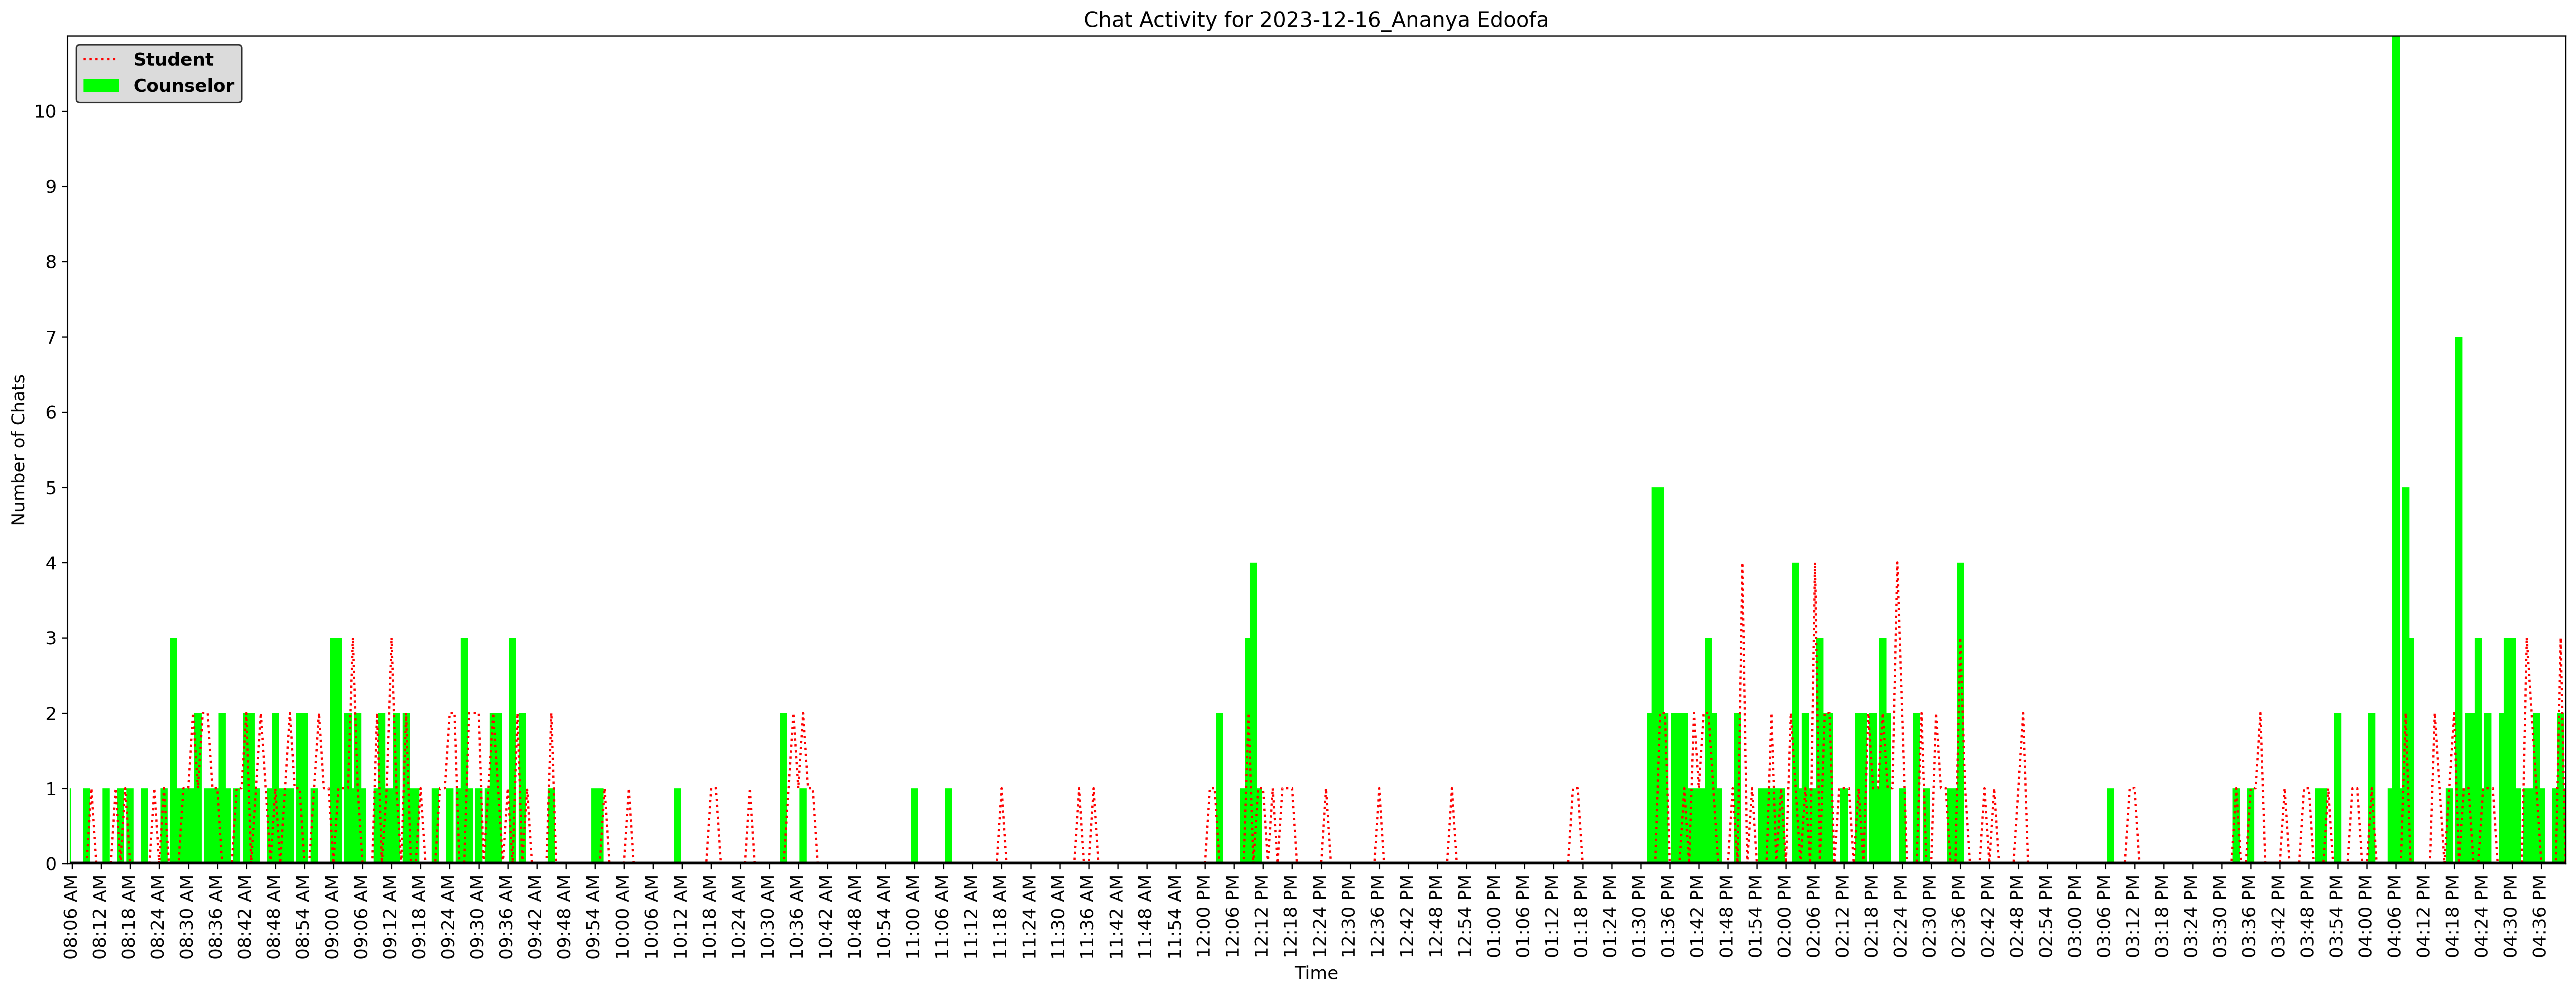 Chat Activity for 2023-12-16_Ananya Edoofa
Student
Counselor
Number of Chats
10
9
8
7
6
5
4
3
2
1
0
08:06 AM
08:12 AM
08:18 AM
08:24 AM
08:30 AM
08:36 AM
08:42 AM
08:48 AM
08:54 AM
09:00 AM
09:06 AM
09:12 AM
09:18 AM
09:24 AM
09:30 AM
09:36 AM
09:42 AM
09:48 AM
09:54 AM
10:00 AM
10:06 AM
10:12 AM
10:18 AM
10:24 AM
10:30 AM
10:36 AM
10:42 AM
10:48 AM
10:54 AM
11:00 AM
11:06 AM
11:12 AM
11:18 AM
11:24 AM
11:30 AM
11:36 AM
11:42 AM
11:48 AM
11:54 AM
12:00 PM
12:06 PM
12:12 PM
12:18 PM
12:24 PM
12:30 PM
12:36 PM
12:42 PM
12:48 PM
12:54 PM
01:00 PM
01:06 PM
01:12 PM
01:18 PM
01:24 PM
01:30 PM
01:36 PM
01:42 PM
01:48 PM
01:54 PM
02:00 PM
02:06 PM
02:12 PM
02:18 PM
02:24 PM
02:30 PM
02:36 PM
02:42 PM
02:48 PM
02:54 PM
03:00 PM
03:06 PM
03:12 PM
03:18 PM
03:24 PM
03:30 PM
03:36 PM
03:42 PM
03:48 PM
03:54 PM
04:00 PM
04:06 PM
04:12 PM
04:18 PM
04:24 PM
04:30 PM
04:36 PM
Time